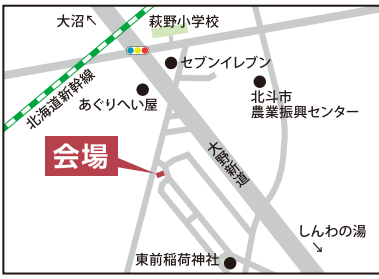 大沼↖
萩野小学校
セブンイレブン
北海道新幹線
あぐりへい屋
北斗市
農業振興センター
会場
大野新道
しんわの湯
↘
東前稲荷神社